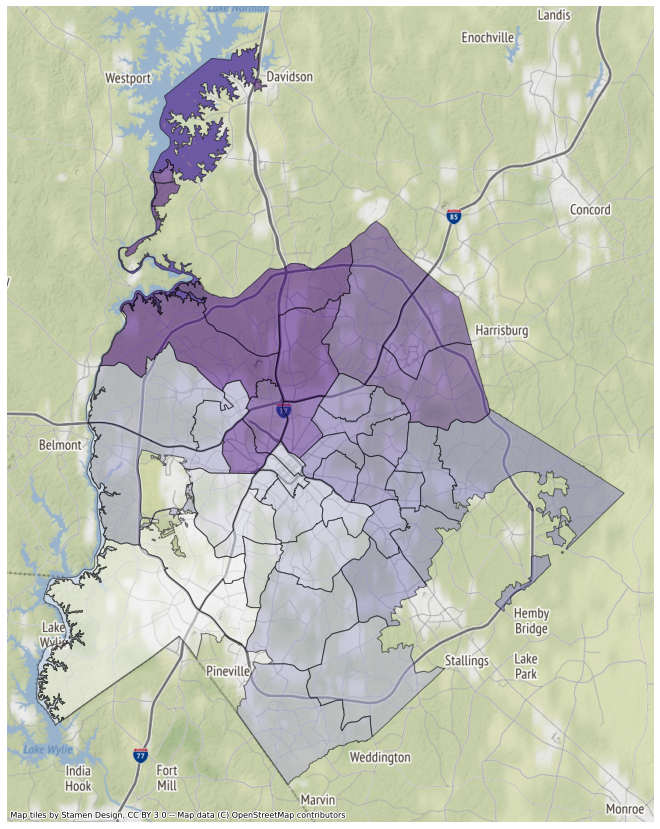 Lake Norman
Landis
Enochville
Westport
Davidson
85
Concord
Harrisburg
77
Belmont
Hemby
Bridge
Lake
Wylie
Stallings
Lake
Park
Pineville
Lake Wylie
77
Weddington
India
Hook
Fort
Mill
Marvin
Monroe
Map tiles by Stamen Design, CC BY 3.0 -- Map data (C) OpenStreetMap contributors